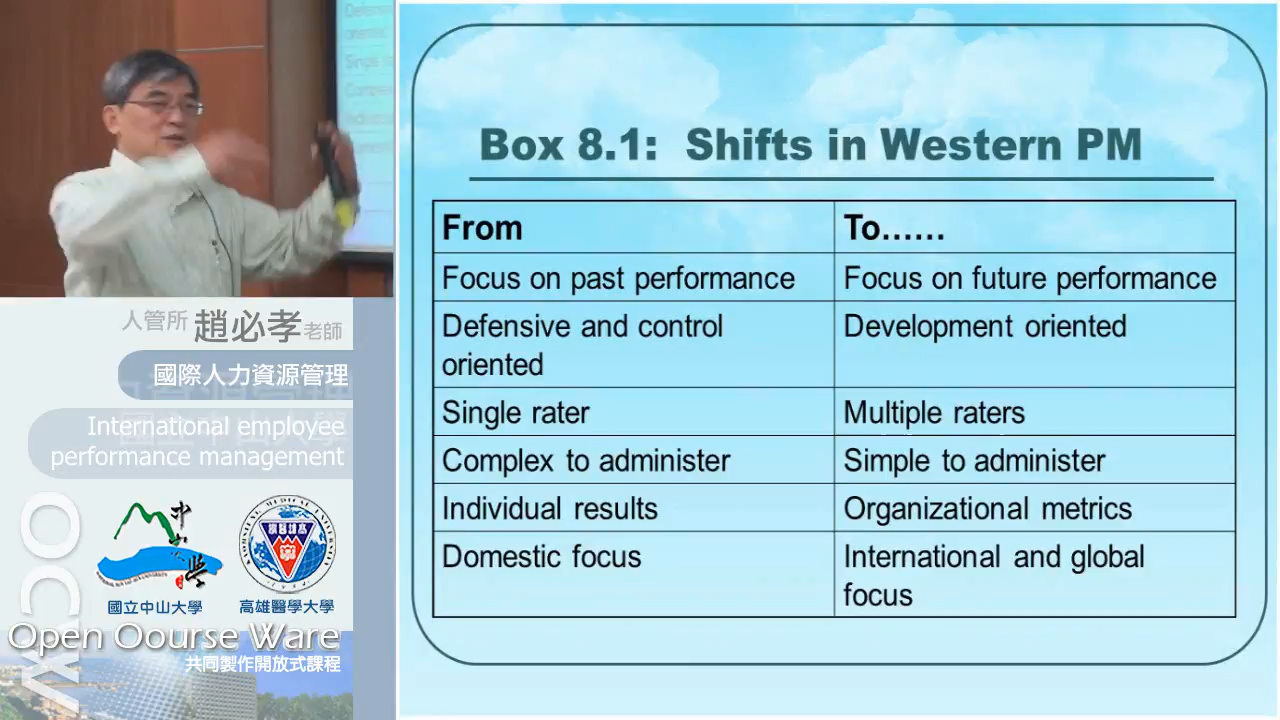 Box 8.1: Shifts in Western PM
From
To......
Focus on past performance
Focus on future performance
Defensive and control
oriented
Development oriented
Single rater
Multiple raters
Complex to administer
Simple to administer
Individual results
Organizational metrics
Domestic focus
International and global
focus
人管所 趙必孝老師
國際人力資源管理
International employee
performance management
國立中山大學
高雄醫學大學
OCW
Open Oourse Ware
共同製作開放式課程